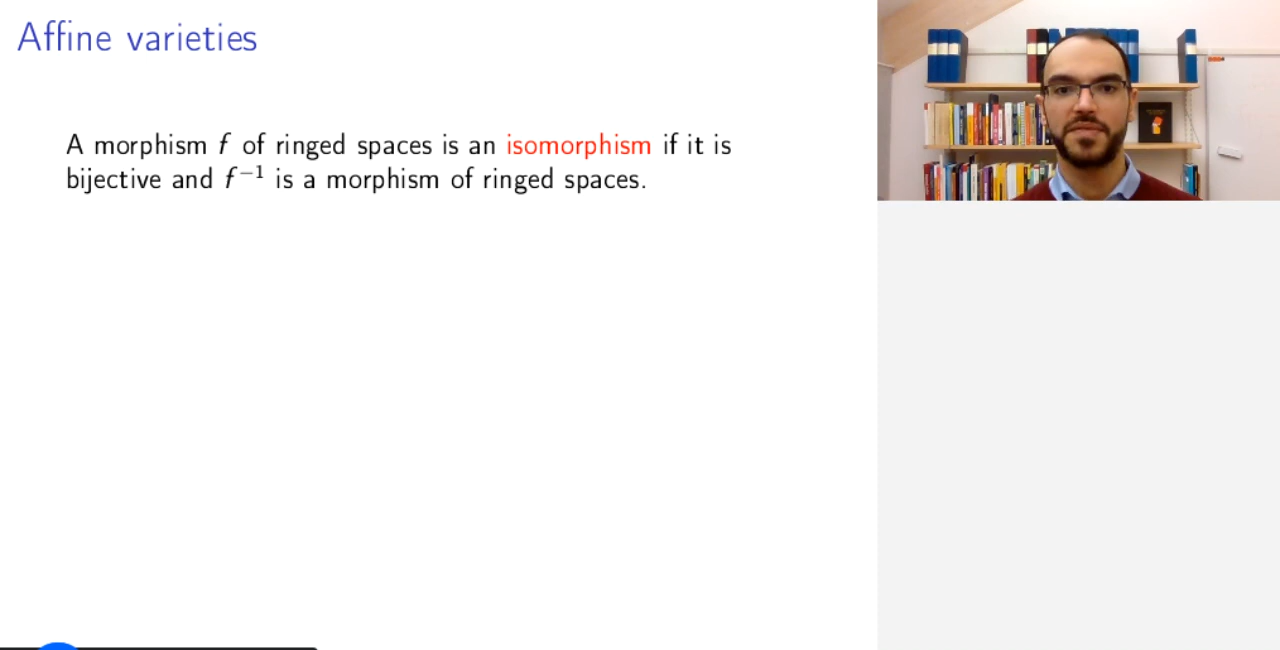 Affine varieties
A morphism f of ringed spaces is an isomorphism if it is
bijective and f⁻¹ is a morphism of ringed spaces.